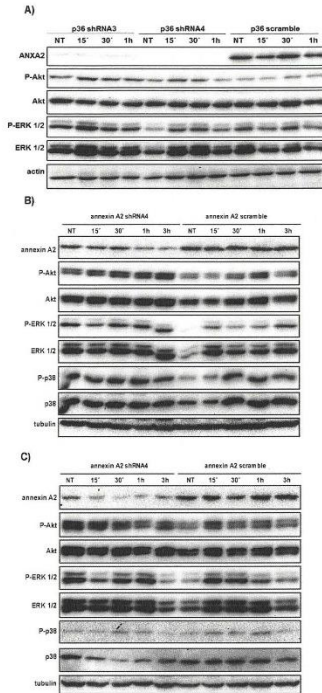 A)
p36 shRNA3 p36 shRNA4 p36 scramble
NT 15´ 30´ 1h NT 15´ 30´ 1h NT 15´ 30´ 1h
ANXA2
P-Akt
Akt
P-ERK 1/2
ERK 1/2
actin
B)
annexin A2 shRNA4 annexin A2 scramble
NT 15´ 30´ 1h 3h NT 15´ 30´ 1h 3h
annexin A2
P-Akt
Akt
P-ERK 1/2
ERK 1/2
P-p38
p38
tubulin
C)
annexin A2 shRNA4 annexin A2 scramble
NT 15´ 30´ 1h 3h NT 15´ 30´ 1h 3h
annexin A2
P-Akt
Akt
P-ERK 1/2
ERK 1/2
P-p38
p38
tubulin